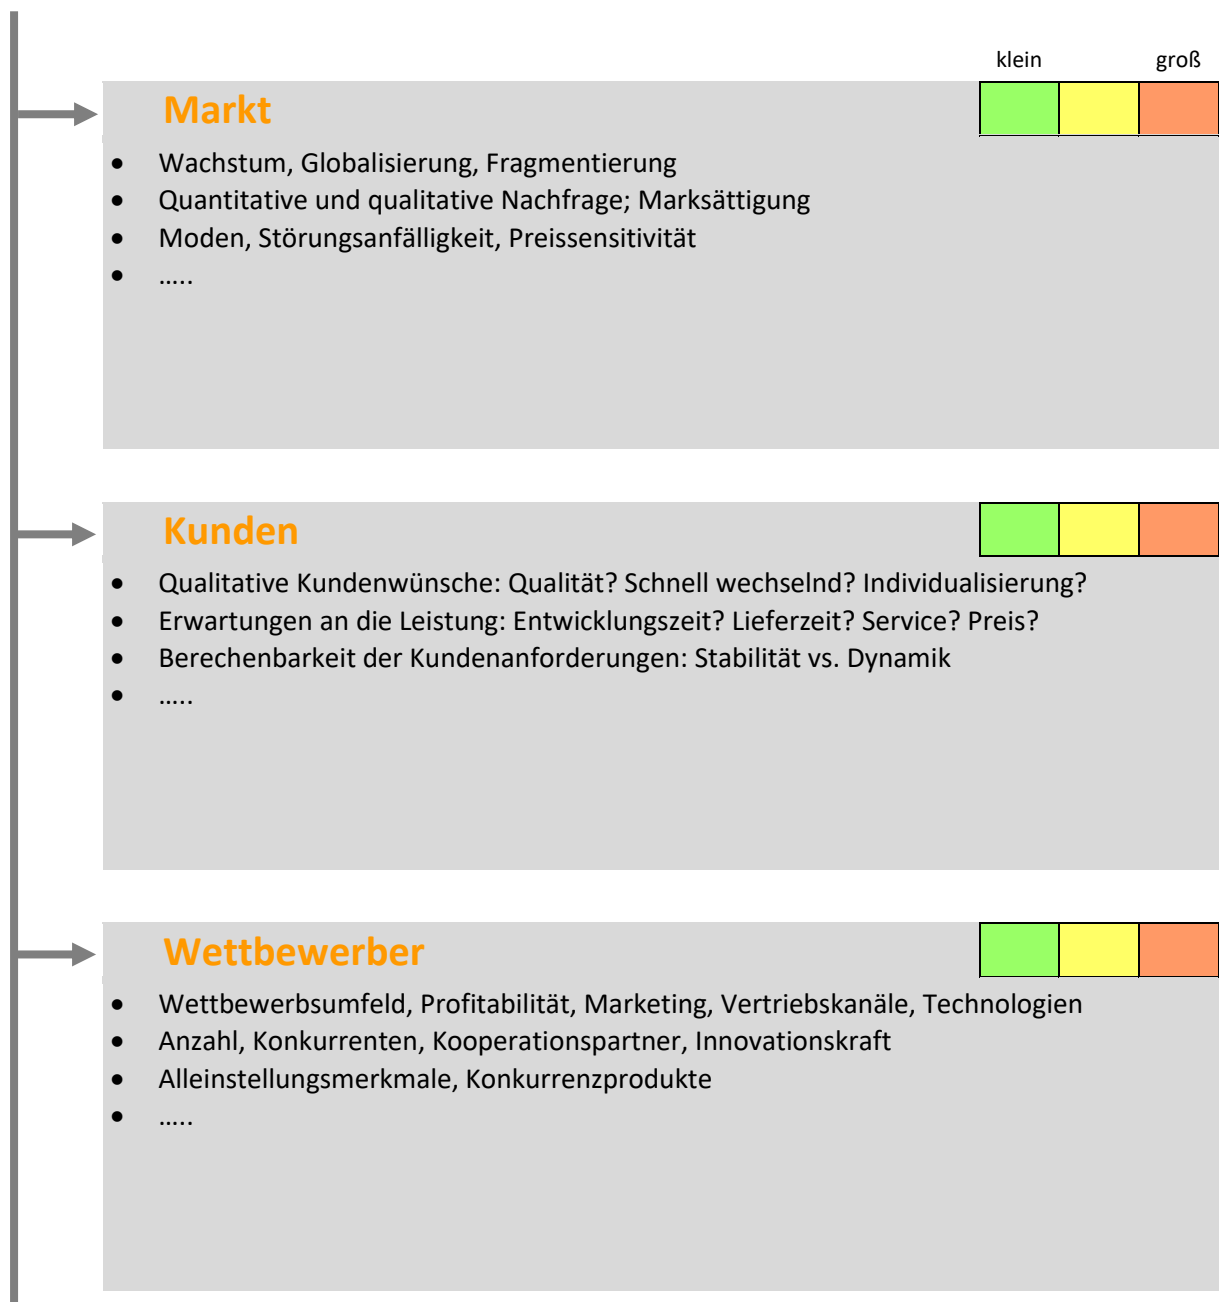 klein groß
Markt
• Wachstum, Globalisierung, Fragmentierung
• Quantitative und qualitative Nachfrage; Marksättigung
• Moden, Störungsanfälligkeit, Preissensitivität
• …..
Kunden
• Qualitative Kundenwünsche: Qualität? Schnell wechselnd? Individualisierung?
• Erwartungen an die Leistung: Entwicklungszeit? Lieferzeit? Service? Preis?
• Berechenbarkeit der Kundenanforderungen: Stabilität vs. Dynamik
• …..
Wettbewerber
• Wettbewerbsumfeld, Profitabilität, Marketing, Vertriebskanäle, Technologien
• Anzahl, Konkurrenten, Kooperationspartner, Innovationskraft
• Alleinstellungsmerkmale, Konkurrenzprodukte
• …..